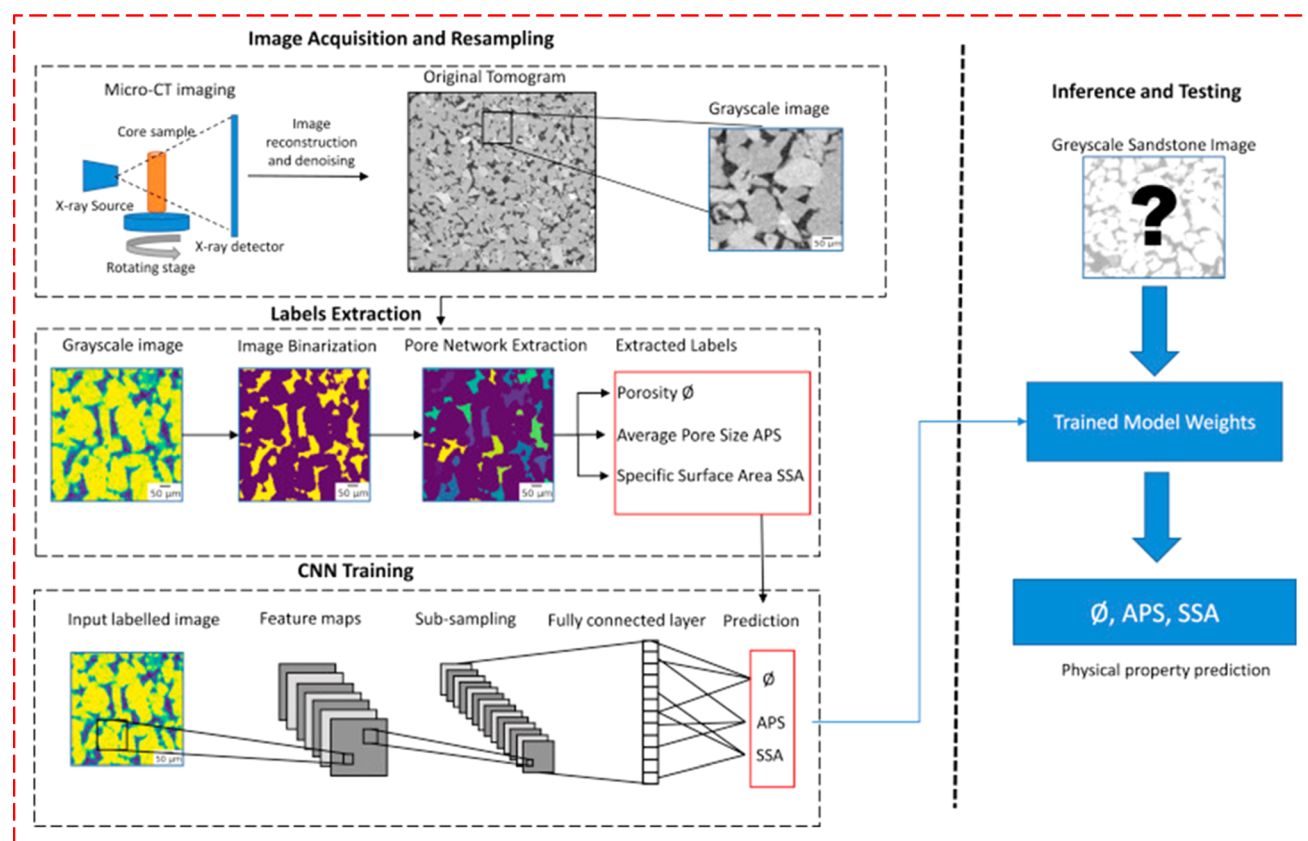 Image Acquisition and Resampling
Micro-CT imaging
Core sample
X-ray Source
X-ray detector
Rotating stage
Image
reconstruction
and denoising
Original Tomogram
Grayscale image
50 μm
Labels Extraction
Grayscale image
Image Binarization
Pore Network Extraction
Extracted Labels
50 μm
50 μm
50 μm
Porosity Ø
Average Pore Size APS
Specific Surface Area SSA
CNN Training
Input labelled image
Feature maps
Sub-sampling
Fully connected layer
Prediction
50 μm
Ø
APS
SSA
Inference and Testing
Greyscale Sandstone Image
?
Trained Model Weights
Ø, APS, SSA
Physical property prediction